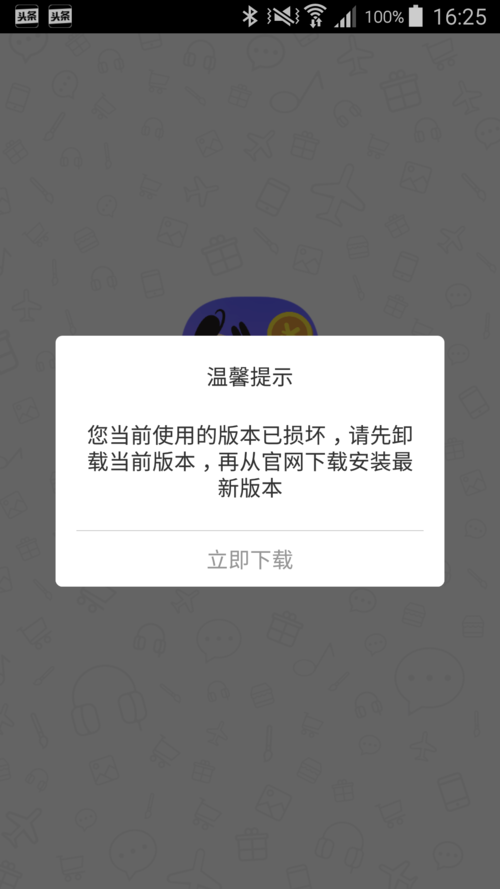 头条 头条 100% 16:25
温馨提示
您当前使用的版本已损坏，请先卸
载当前版本，再从官网下载安装最
新版本
立即下载